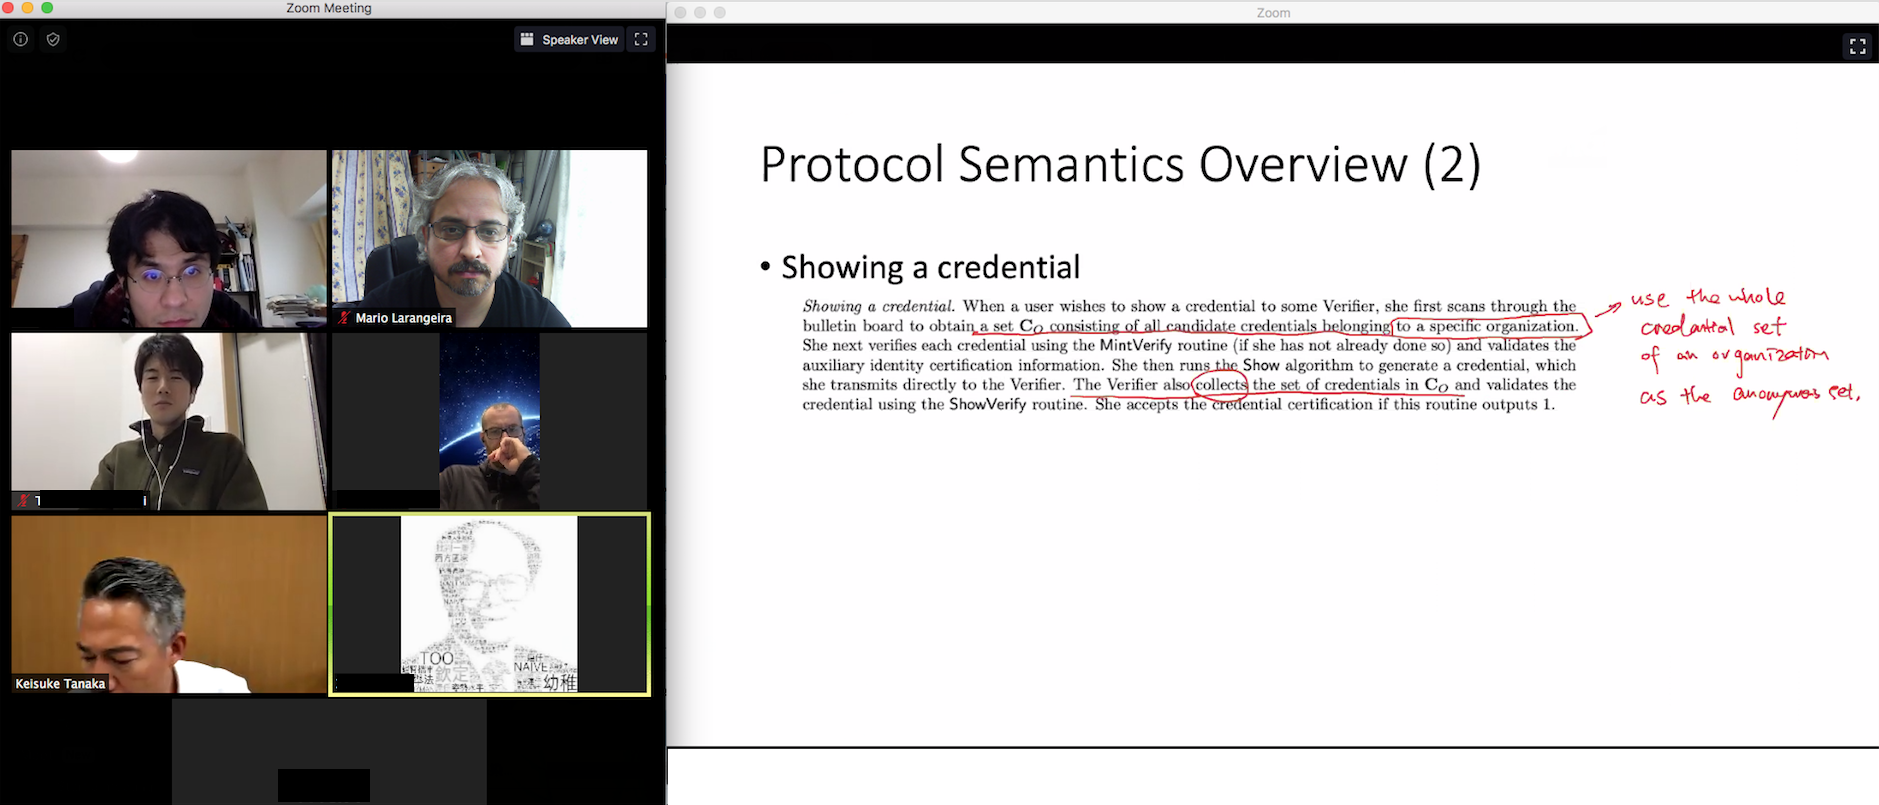 Zoom Meeting
Speaker View
Mario Larangeira
Keisuke Tanaka
TOO
NAIVE
欽定
幼稚
Zoom
Protocol Semantics Overview (2)
• Showing a credential
Showing a credential. When a user wishes to show a credential to some Verifier, she first scans through the
bulletin board to obtain a set C_O consisting of all candidate credentials belonging to a specific organization.
She next verifies each credential using the MintVerify routine (if she has not already done so) and validates the
auxiliary identity certification information. She then runs the Show algorithm to generate a credential, which
she transmits directly to the Verifier. The Verifier also collects the set of credentials in C_O and validates the
credential using the ShowVerify routine. She accepts the credential certification if this routine outputs 1.
use the whole
credential set
of an organization
as the anonymous set.